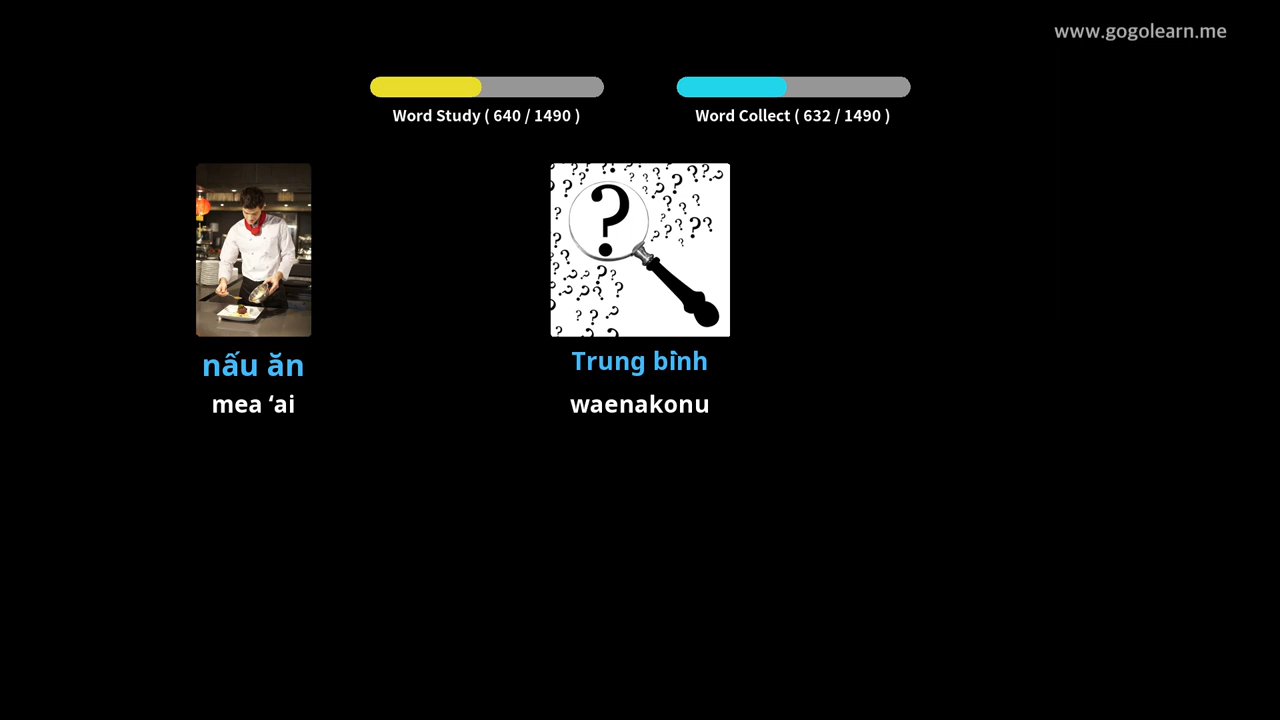 www.gogolearn.me
Word Study ( 640 / 1490 )
Word Collect ( 632 / 1490 )
nấu ăn
mea ʻai
Trung bình
waenakonu